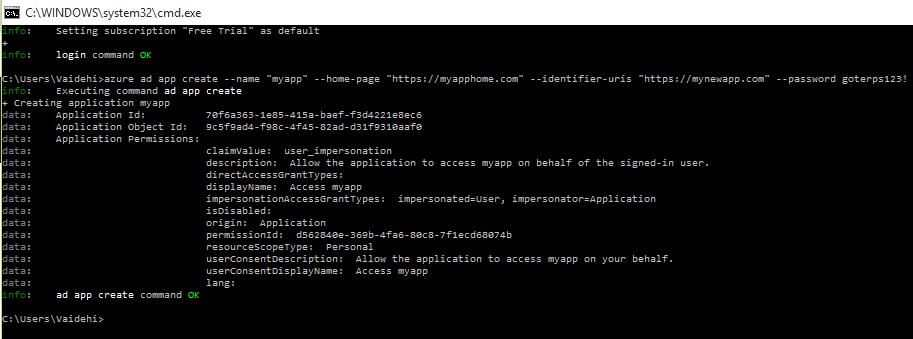 C:\WINDOWS\system32\cmd.exe
info:    Setting subscription "Free Trial" as default
+
info:    login command OK
C:\Users\Vaidehi>azure ad app create --name "myapp" --home-page "https://myapphome.com" --identifier-uris "https://mynewapp.com" --password goterps123!
info:    Executing command ad app create
+ Creating application myapp
data:    Application Id:          70f6a363-1e85-415a-baef-f3d4221e8ec6
data:    Application Object Id:   9c5f9ad4-f98c-4f45-82ad-d31f9310aaf0
data:    Application Permissions:
data:                             claimValue:  user_impersonation
data:                             description:  Allow the application to access myapp on behalf of the signed-in user.
data:                             directAccessGrantTypes:
data:                             displayName:  Access myapp
data:                             impersonationAccessGrantTypes:  impersonated=User, impersonator=Application
data:                             isDisabled:
data:                             origin:  Application
data:                             permissionId:  d562840e-369b-4fa6-80c8-7f1ecd68074b
data:                             resourceScopeType:  Personal
data:                             userConsentDescription:  Allow the application to access myapp on your behalf.
data:                             userConsentDisplayName:  Access myapp
data:                             lang:
info:    ad app create command OK
C:\Users\Vaidehi>